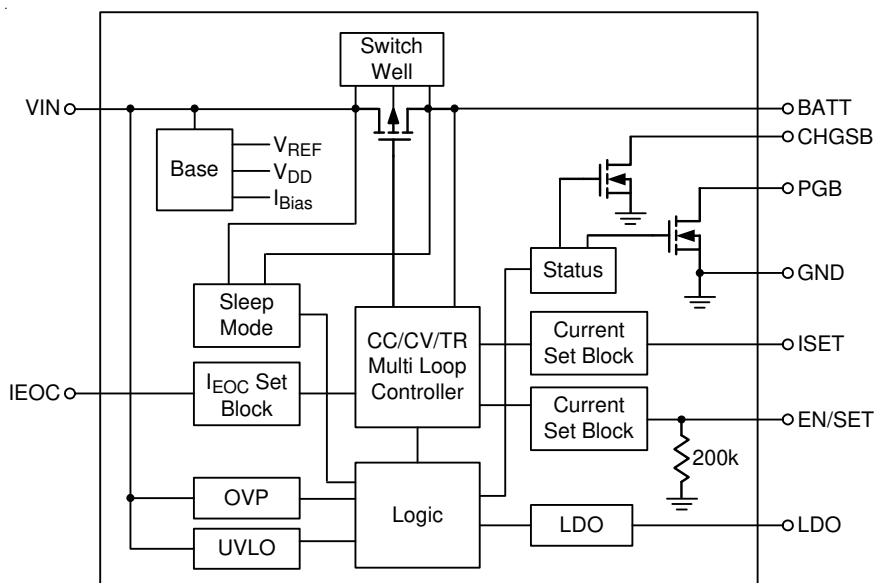 Switch
Well
VIN
BATT
CHGSB
Base
VREF
VDD
IBias
PGB
Status
GND
Sleep
Mode
CC/CV/TR
Multi Loop
Controller
Current
Set Block
ISET
IEOC
IEOC Set
Block
Current
Set Block
EN/SET
200k
OVP
Logic
UVLO
LDO
LDO